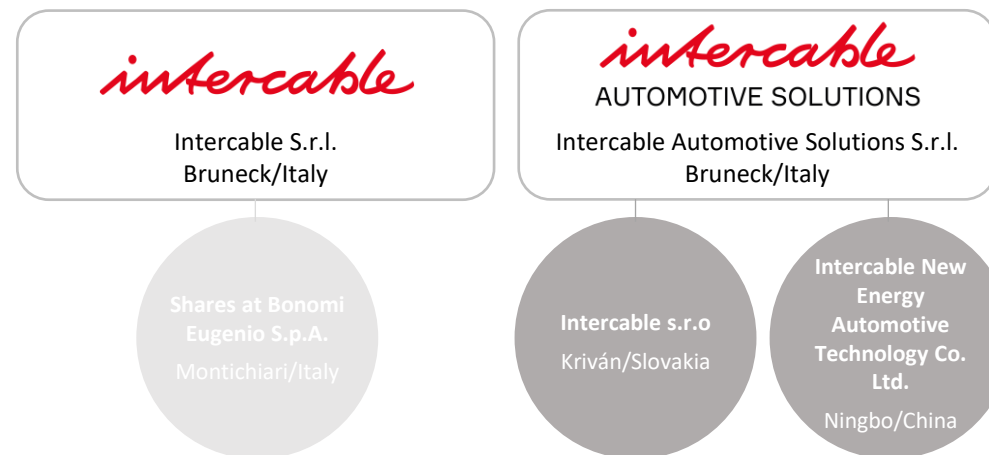 intercable
Intercable S.r.l.
Bruneck/Italy
intercable
AUTOMOTIVE SOLUTIONS
Intercable Automotive Solutions S.r.l.
Bruneck/Italy
Shares at Bonomi
Eugenio S.p.A.
Montichiari/Italy
Intercable s.r.o
Kriván/Slovakia
Intercable New
Energy
Automotive
Technology Co.
Ltd.
Ningbo/China